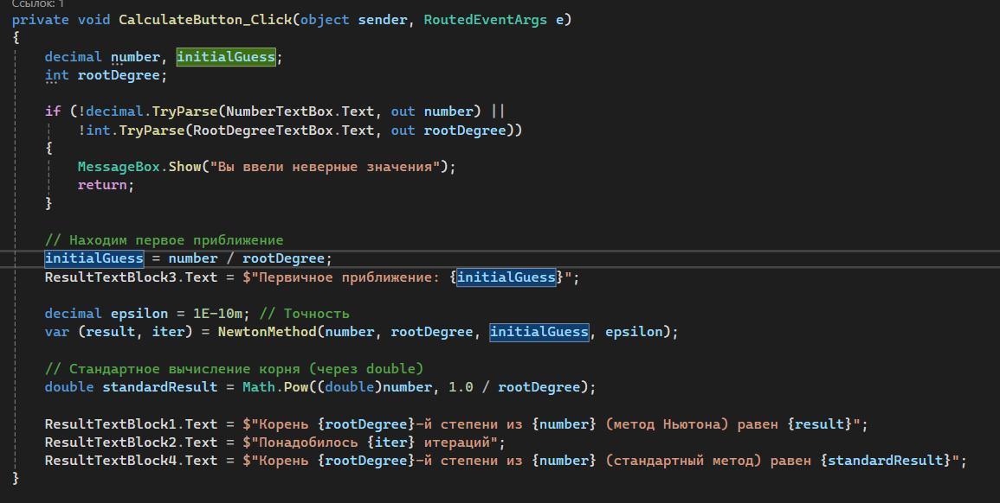 Ссылок: 1
private void CalculateButton_Click(object sender, RoutedEventArgs e)
{
    decimal number, initialGuess;
    int rootDegree;

    if (!decimal.TryParse(NumberTextBox.Text, out number) ||
        !int.TryParse(RootDegreeTextBox.Text, out rootDegree))
    {
        MessageBox.Show("Вы ввели неверные значения");
        return;
    }

    // Находим первое приближение
    initialGuess = number / rootDegree;
    ResultTextBlock3.Text = $"Первичное приближение: {initialGuess}";

    decimal epsilon = 1E-10m; // Точность
    var (result, iter) = NewtonMethod(number, rootDegree, initialGuess, epsilon);

    // Стандартное вычисление корня (через double)
    double standardResult = Math.Pow((double)number, 1.0 / rootDegree);

    ResultTextBlock1.Text = $"Корень {rootDegree}-й степени из {number} (метод Ньютона) равен {result}";
    ResultTextBlock2.Text = $"Понадобилось {iter} итераций";
    ResultTextBlock4.Text = $"Корень {rootDegree}-й степени из {number} (стандартный метод) равен {standardResult}";
}